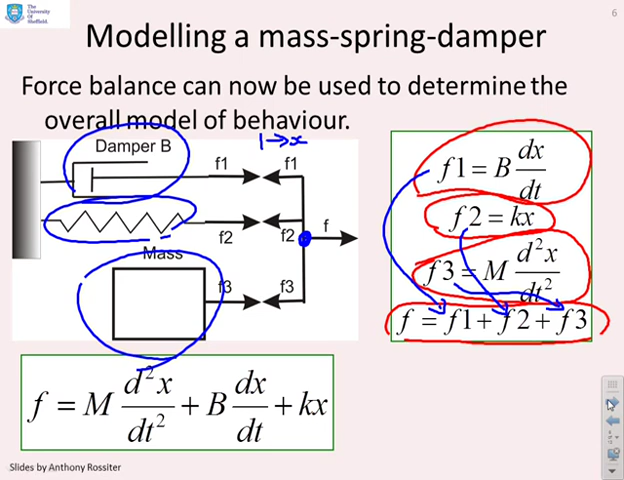 The
University
Of
Sheffield.
6
Modelling a mass-spring-damper
Force balance can now be used to determine the
overall model of behaviour.
Damper B
1→x
f1
f1
f2
f2
f
Mass
f3
f3
f1 = B dx/dt
f2 = kx
f3 = M d²x/dt²
f = f1 + f2 + f3
f = M d²x/dt² + B dx/dt + kx
Slides by Anthony Rossiter